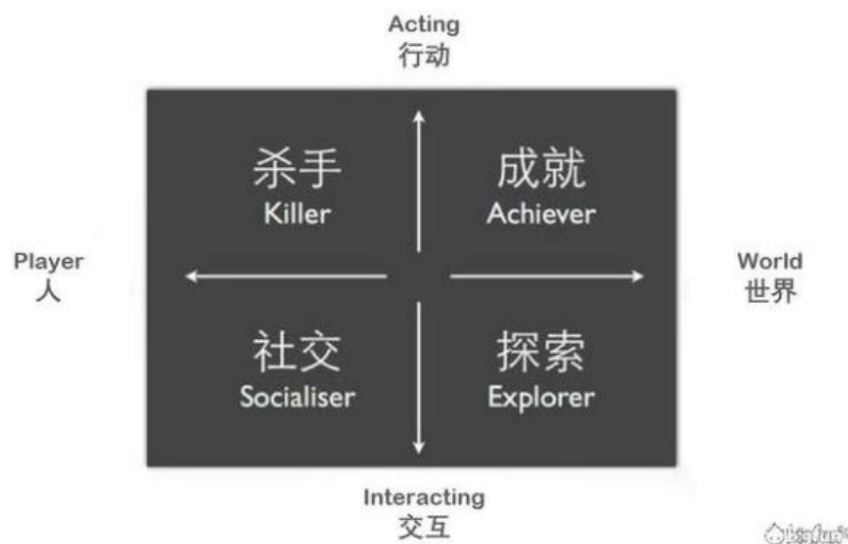 Acting
行动
杀手
Killer
成就
Achiever
Player
人
World
世界
社交
Socialiser
探索
Explorer
Interacting
交互